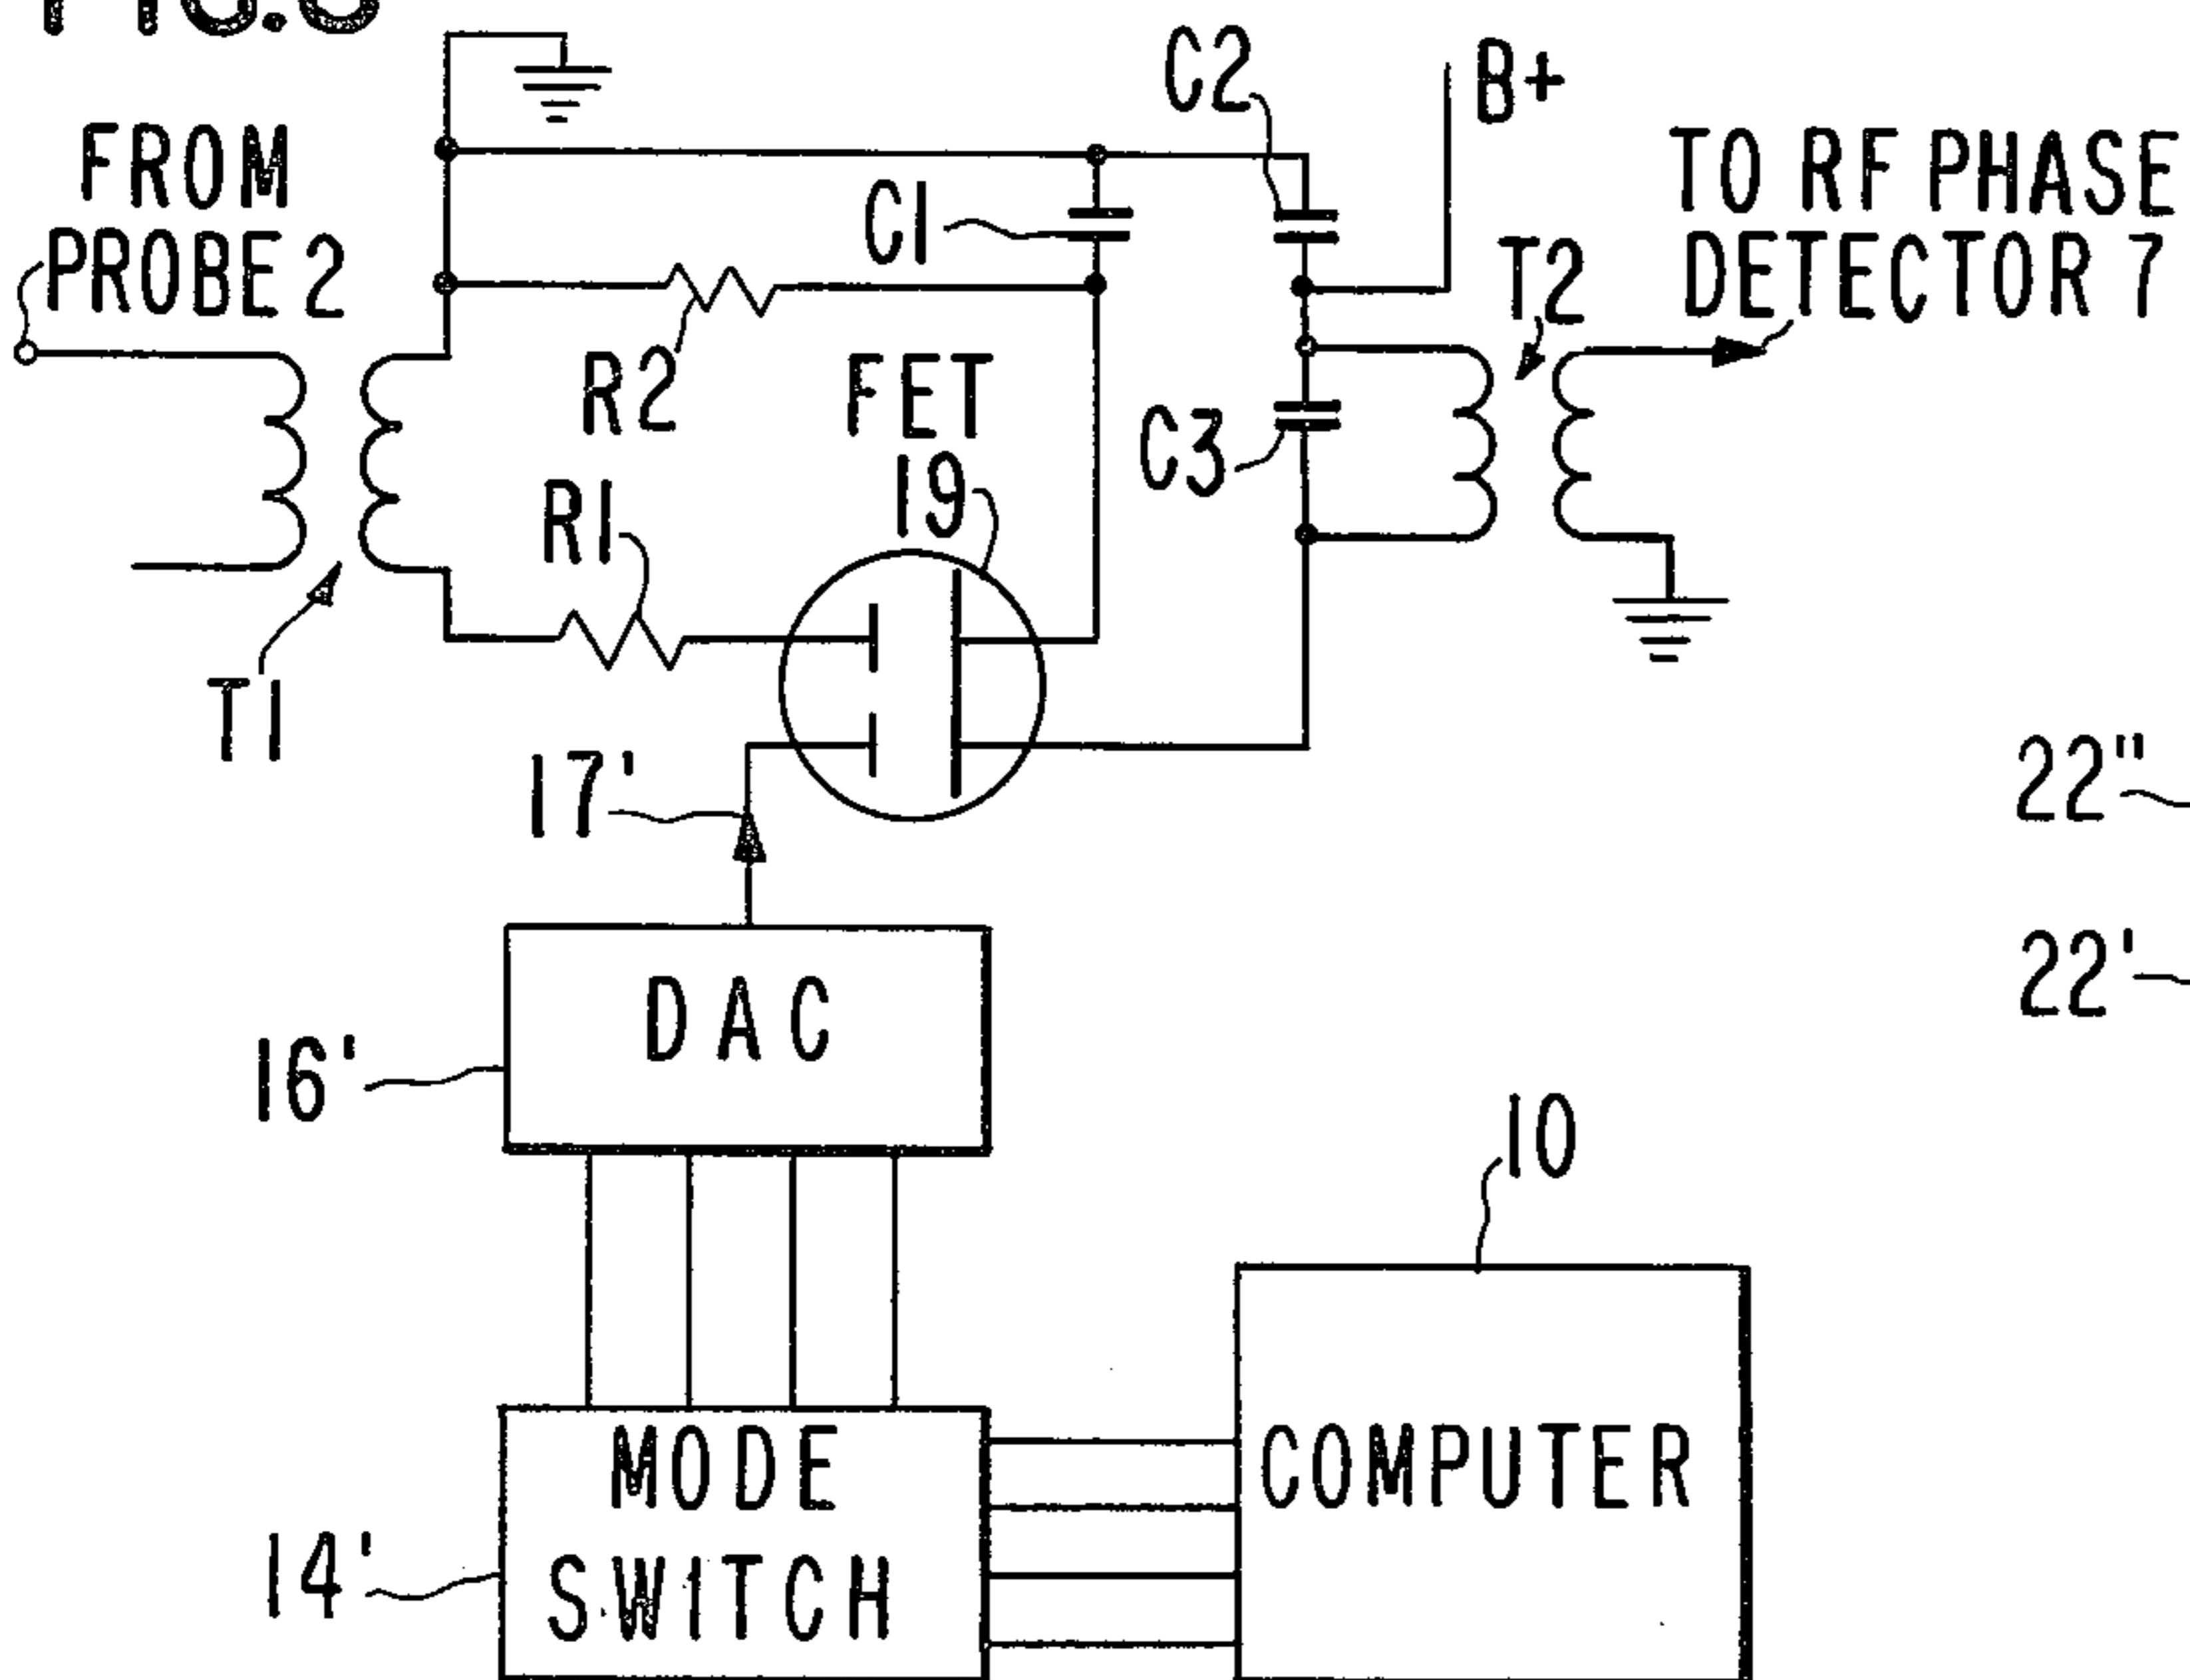 C2
B+
FROM
PROBE 2
TO RF PHASE
DETECTOR 7
C1
T2
R2
FET
19
C3
R1
T1
17'
22"
DAC
22'
16'
10
MODE
SWITCH
COMPUTER
14'